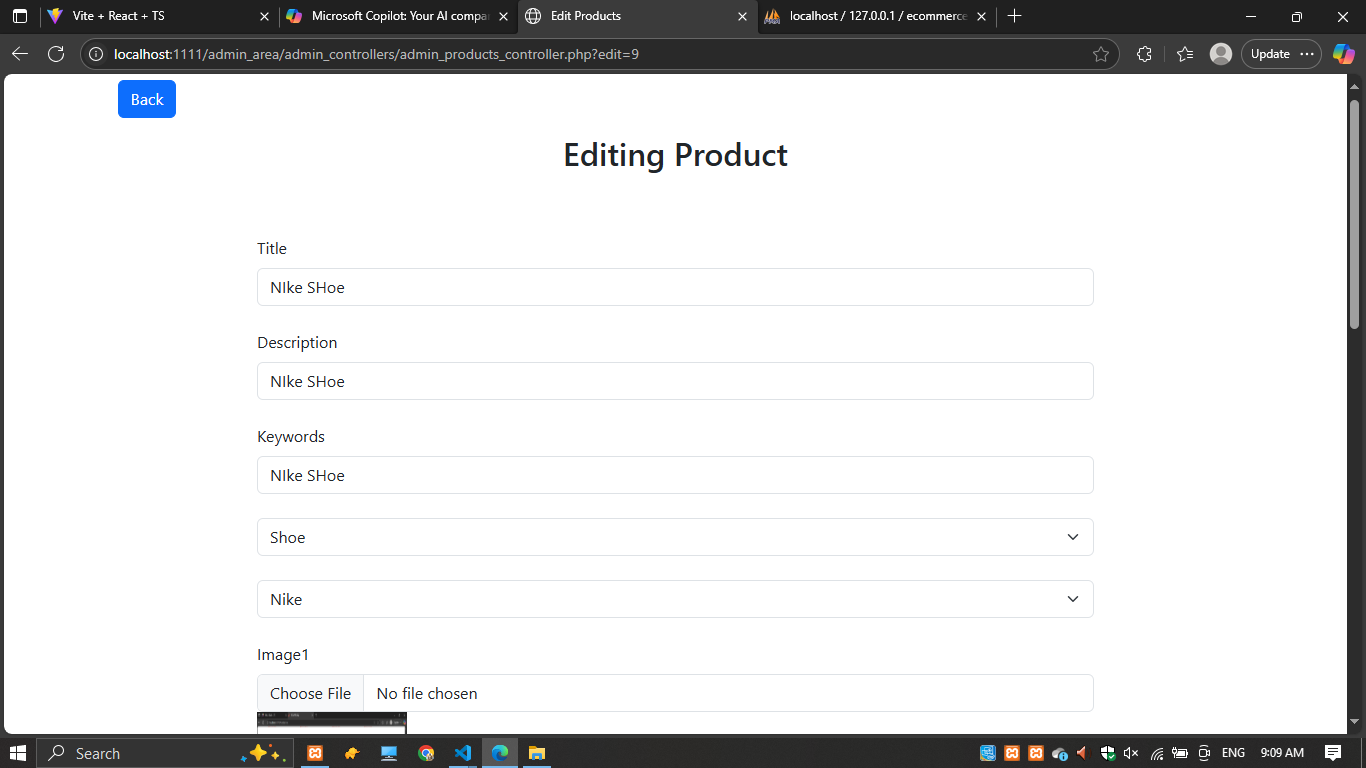 Vite + React + TS
Microsoft Copilot: Your AI compa
Edit Products
localhost / 127.0.0.1 / ecommerce
localhost:1111/admin_area/admin_controllers/admin_products_controller.php?edit=9
Update
Back
Editing Product
Title
NIke SHoe
Description
NIke SHoe
Keywords
NIke SHoe
Shoe
Nike
Image1
Choose File No file chosen
Search
ENG
9:09 AM